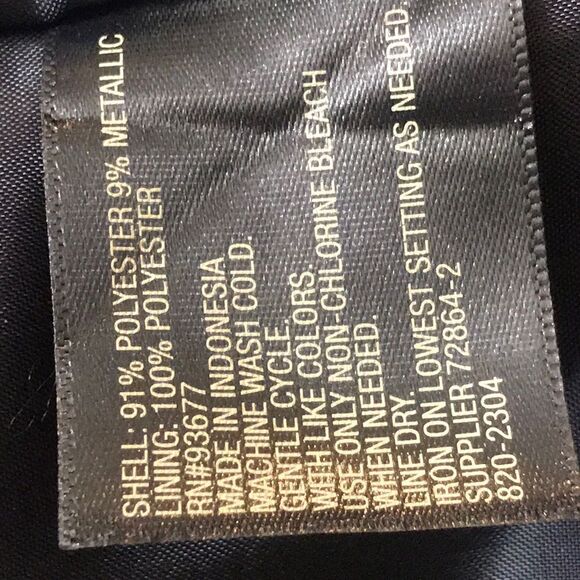 SHELL: 91% POLYESTER 9% METALLIC
LINING: 100% POLYESTER
RN#93677
MADE IN INDONESIA
MACHINE WASH COLD.
GENTLE CYCLE.
WITH LIKE COLORS.
USE ONLY NON-CHLORINE BLEACH
WHEN NEEDED.
LINE DRY.
IRON ON LOWEST SETTING AS NEEDED.
SUPPLIER 72864-2
820-2304